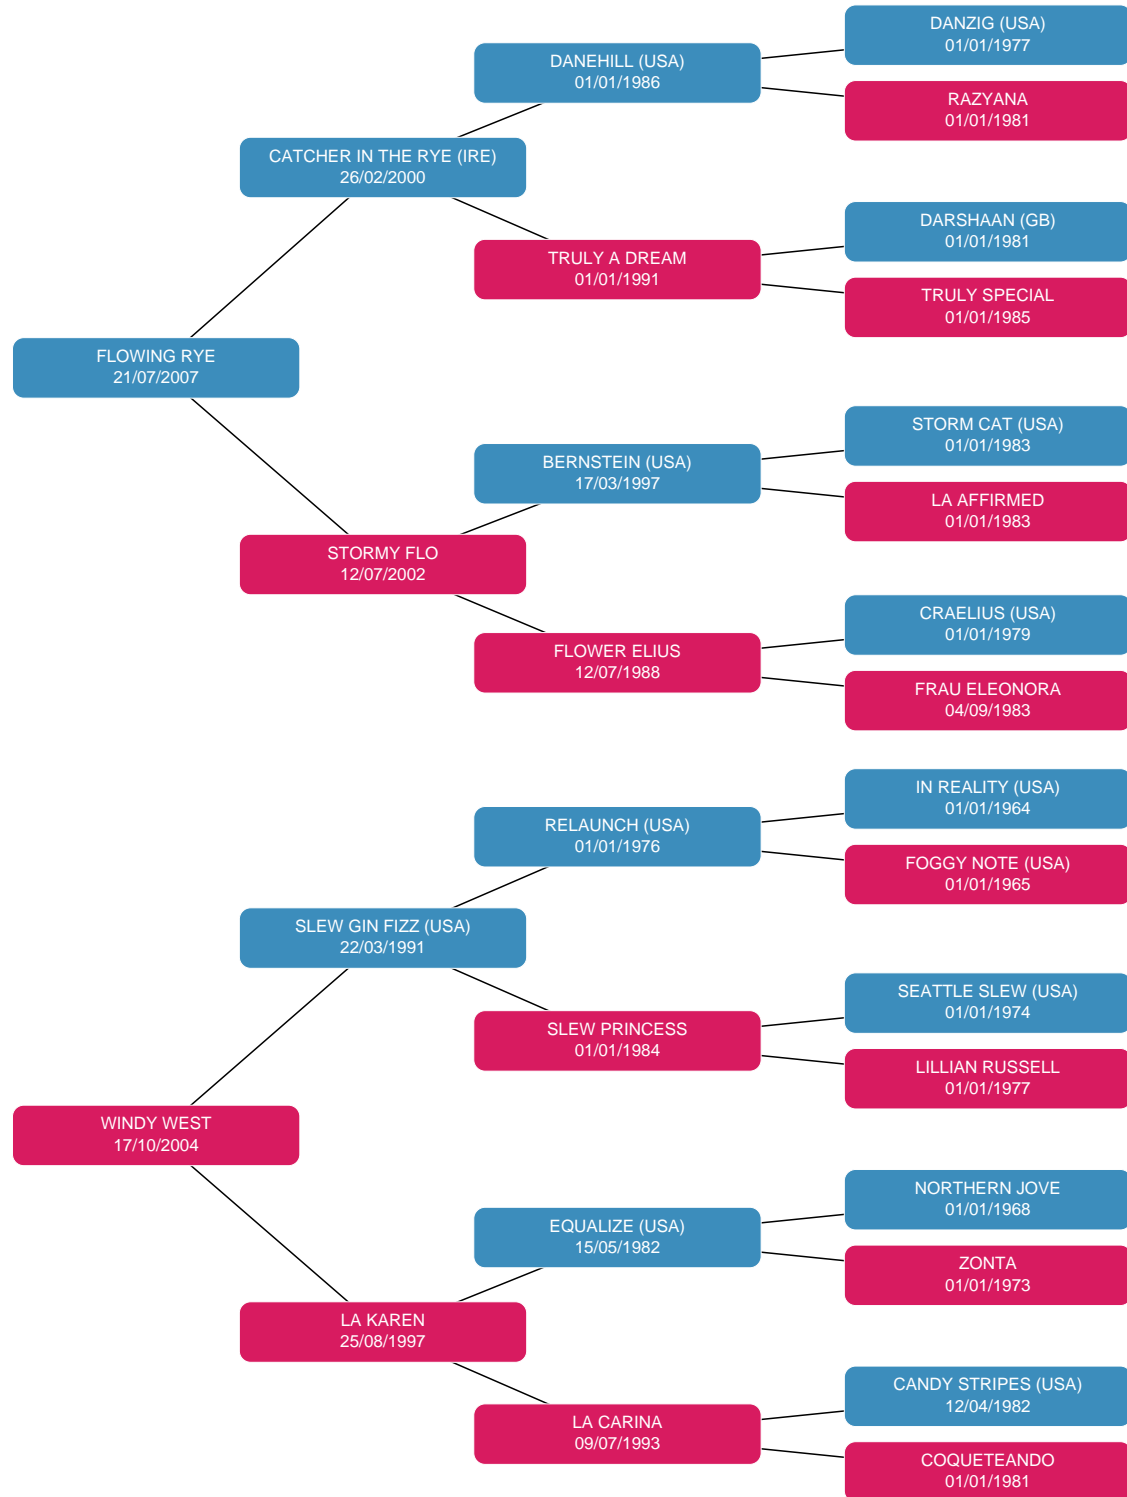 DANZIG (USA)
01/01/1977
DANEHILL (USA)
01/01/1986
RAZYANA
01/01/1981
CATCHER IN THE RYE (IRE)
26/02/2000
DARSHAAN (GB)
01/01/1981
TRULY A DREAM
01/01/1991
TRULY SPECIAL
01/01/1985
FLOWING RYE
21/07/2007
STORM CAT (USA)
01/01/1983
BERNSTEIN (USA)
17/03/1997
LA AFFIRMED
01/01/1983
STORMY FLO
12/07/2002
CRAELIUS (USA)
01/01/1979
FLOWER ELIUS
12/07/1988
FRAU ELEONORA
04/09/1983
IN REALITY (USA)
01/01/1964
RELAUNCH (USA)
01/01/1976
FOGGY NOTE (USA)
01/01/1965
SLEW GIN FIZZ (USA)
22/03/1991
SEATTLE SLEW (USA)
01/01/1974
SLEW PRINCESS
01/01/1984
LILLIAN RUSSELL
01/01/1977
WINDY WEST
17/10/2004
NORTHERN JOVE
01/01/1968
EQUALIZE (USA)
15/05/1982
ZONTA
01/01/1973
LA KAREN
25/08/1997
CANDY STRIPES (USA)
12/04/1982
LA CARINA
09/07/1993
COQUETEANDO
01/01/1981